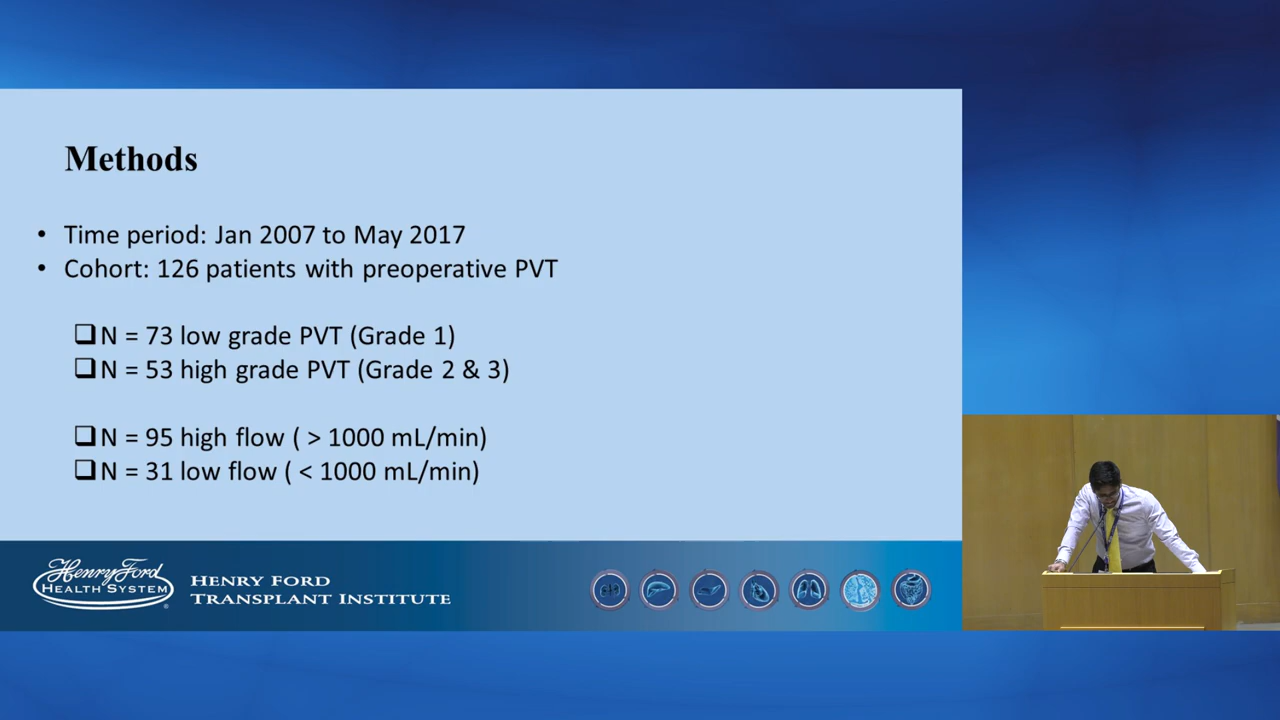 Methods
• Time period: Jan 2007 to May 2017
• Cohort: 126 patients with preoperative PVT
❑N = 73 low grade PVT (Grade 1)
❑N = 53 high grade PVT (Grade 2 & 3)
❑N = 95 high flow ( > 1000 mL/min)
❑N = 31 low flow ( < 1000 mL/min)
Henry Ford
HEALTH SYSTEM
®
HENRY FORD
TRANSPLANT INSTITUTE